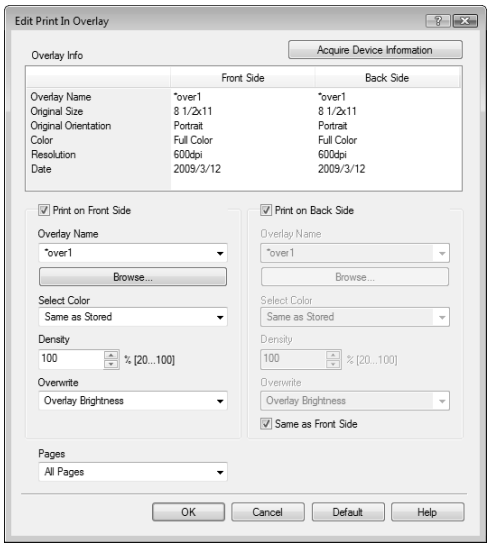 Edit Print In Overlay
Overlay Info
Acquire Device Information
Front Side Back Side
Overlay Name *over1 *over1
Original Size 8 1/2x11 8 1/2x11
Original Orientation Portrait Portrait
Color Full Color Full Color
Resolution 600dpi 600dpi
Date 2009/3/12 2009/3/12
Print on Front Side
Overlay Name
*over1
Browse...
Select Color
Same as Stored
Density
100 % [20...100]
Overwrite
Overlay Brightness
Print on Back Side
Overlay Name
*over1
Browse...
Select Color
Same as Stored
Density
100 % [20...100]
Overwrite
Overlay Brightness
Same as Front Side
Pages
All Pages
OK Cancel Default Help